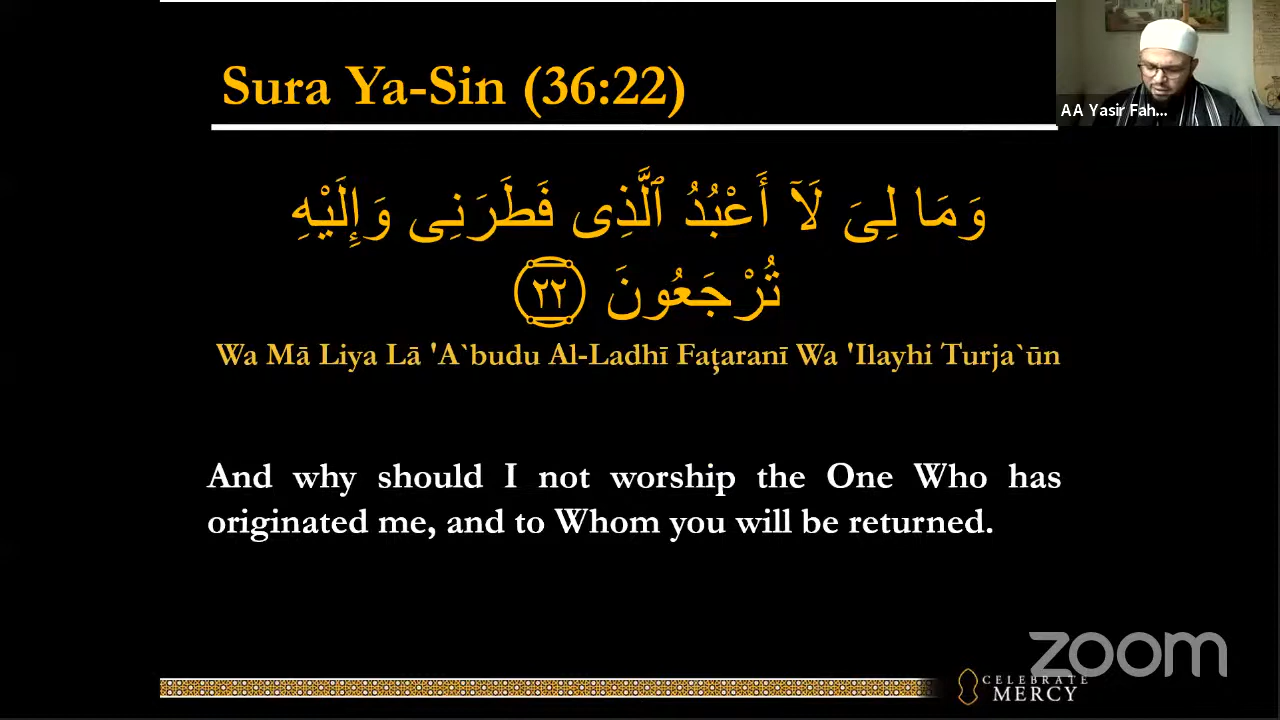 Sura Ya-Sin (36:22)
AA Yasir Fah...
وَمَا لِىَ لَآ أَعْبُدُ ٱلَّذِى فَطَرَنِى وَإِلَيْهِ
تُرْجَعُونَ ٢٢
Wa Mā Liya Lā 'A`budu Al-Ladhī Faţaranī Wa 'Ilayhi Turja`ūn
And why should I not worship the One Who has
originated me, and to Whom you will be returned.
zoom
CELEBRATE
MERCY